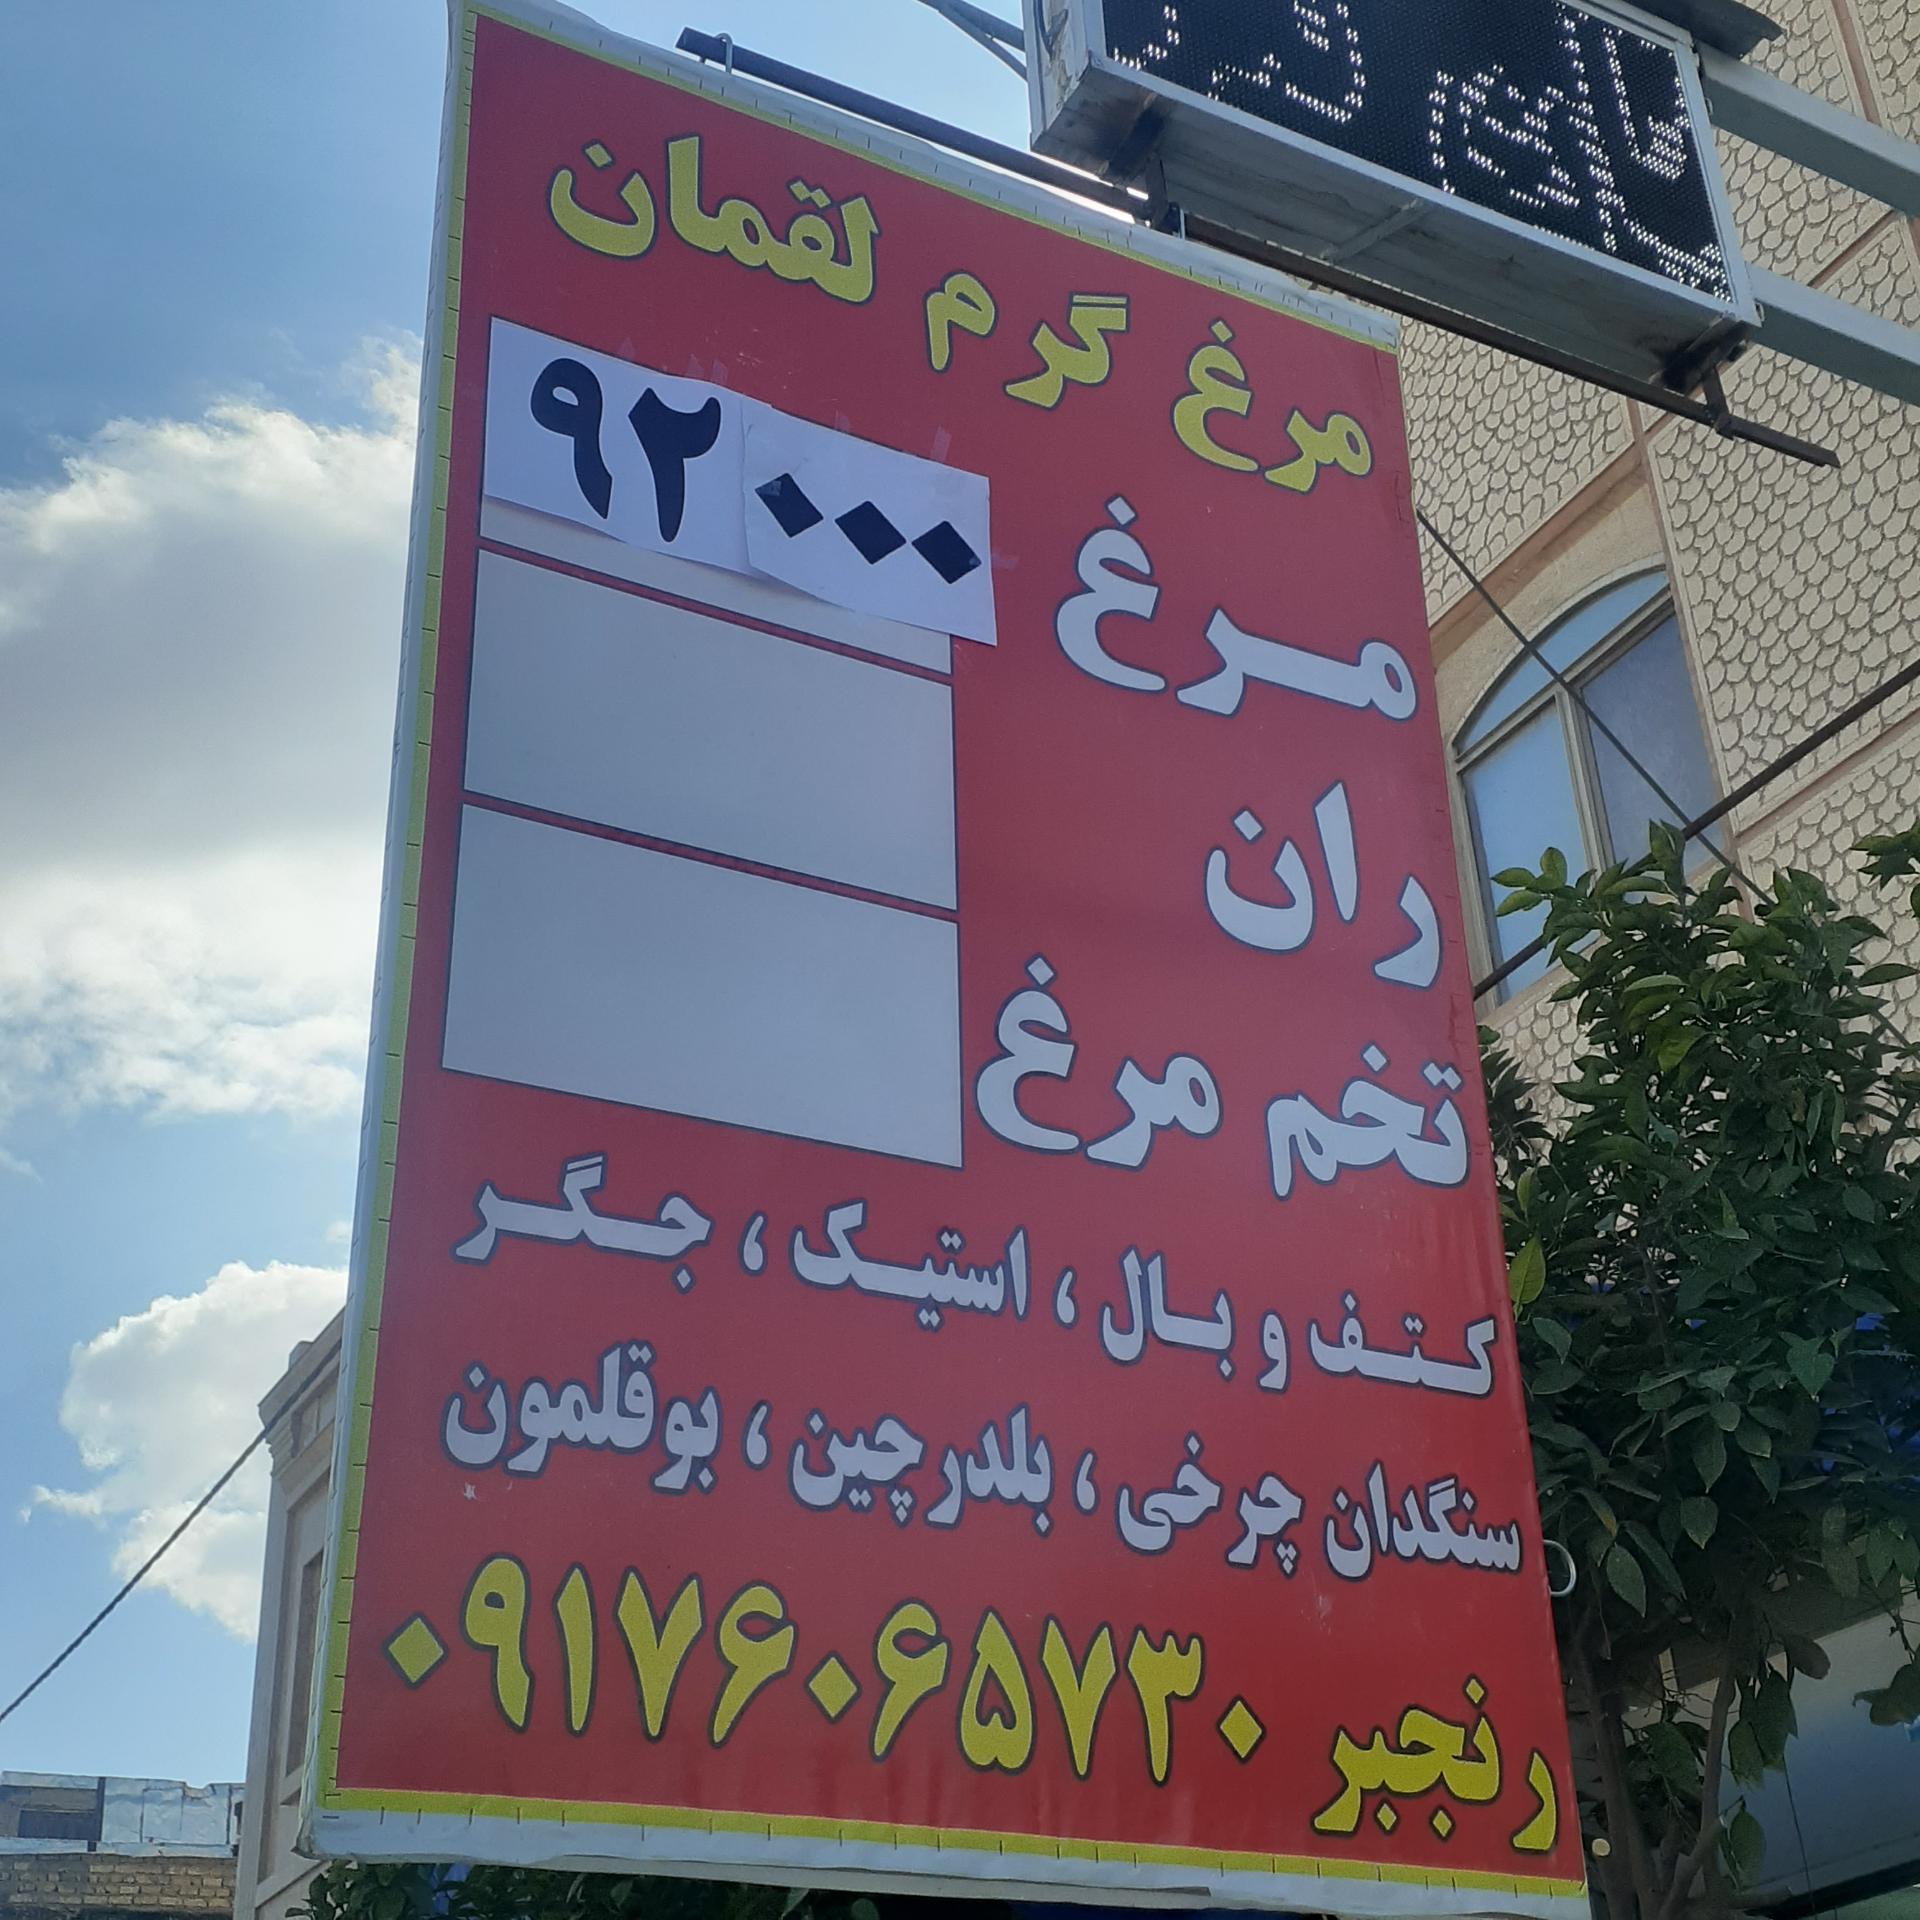 مرغ گرم لقمان
مرغ ۹۲۰۰۰
ران
تخم مرغ
کتف و بال ، استیک ، جگر
سنگدان چرخی ، بلدرچین ، بوقلمون
رنجبر ۰۹۱۷۶۰۶۵۷۳۰